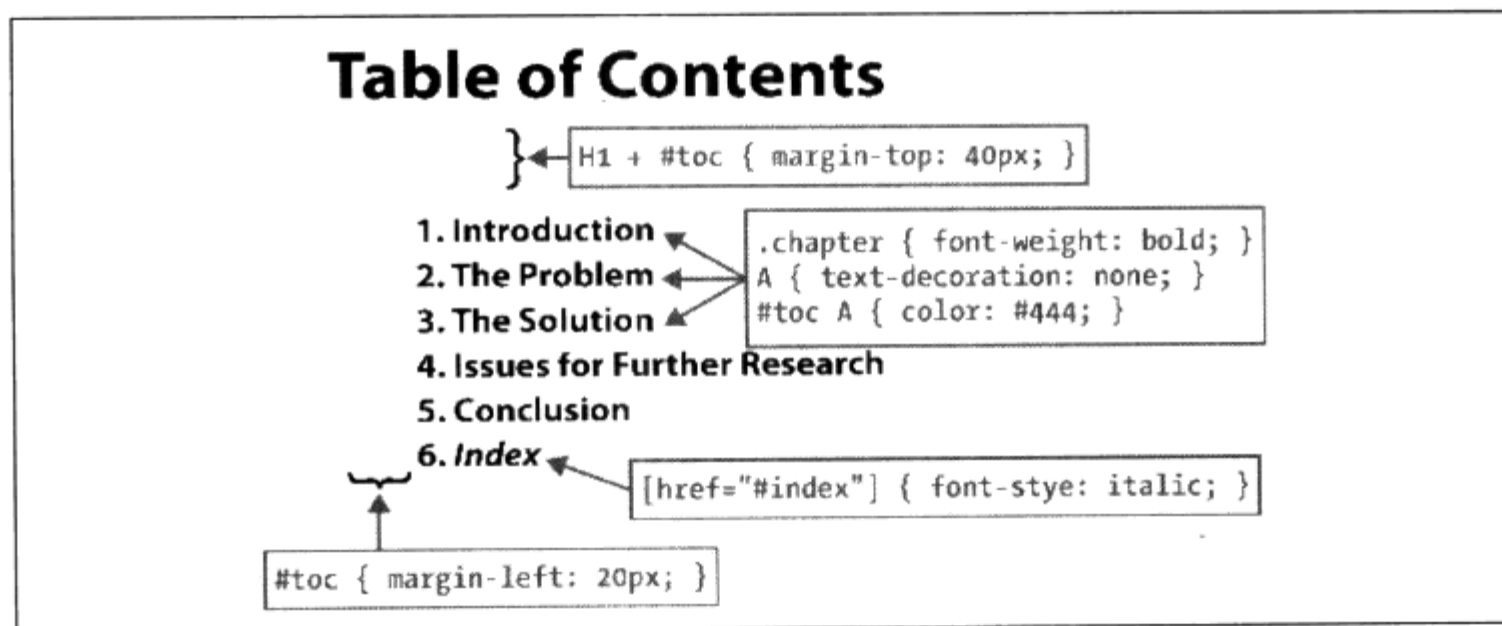 Table of Contents
H1 + #toc { margin-top: 40px; }
1. Introduction
2. The Problem
3. The Solution
.chapter { font-weight: bold; }
A { text-decoration: none; }
#toc A { color: #444; }
4. Issues for Further Research
5. Conclusion
6. Index
[href="#index"] { font-stye: italic; }
#toc { margin-left: 20px; }